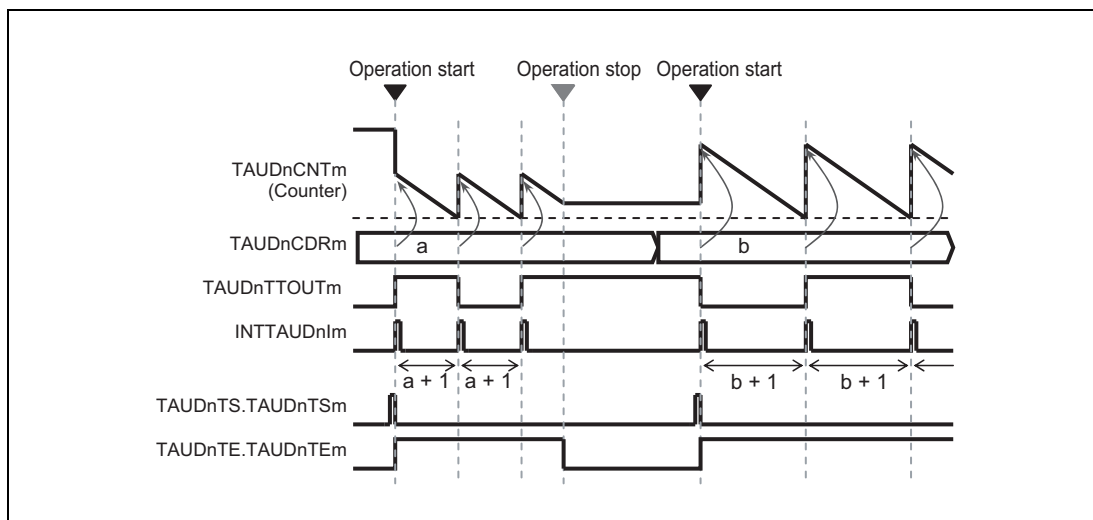 Operation start Operation stop Operation start
TAUDnCNTm
(Counter)
TAUDnCDRm a b
TAUDnTTOUTm
INTTAUDnIm
a + 1 a + 1 b + 1 b + 1
TAUDnTS.TAUDnTSm
TAUDnTE.TAUDnTEm